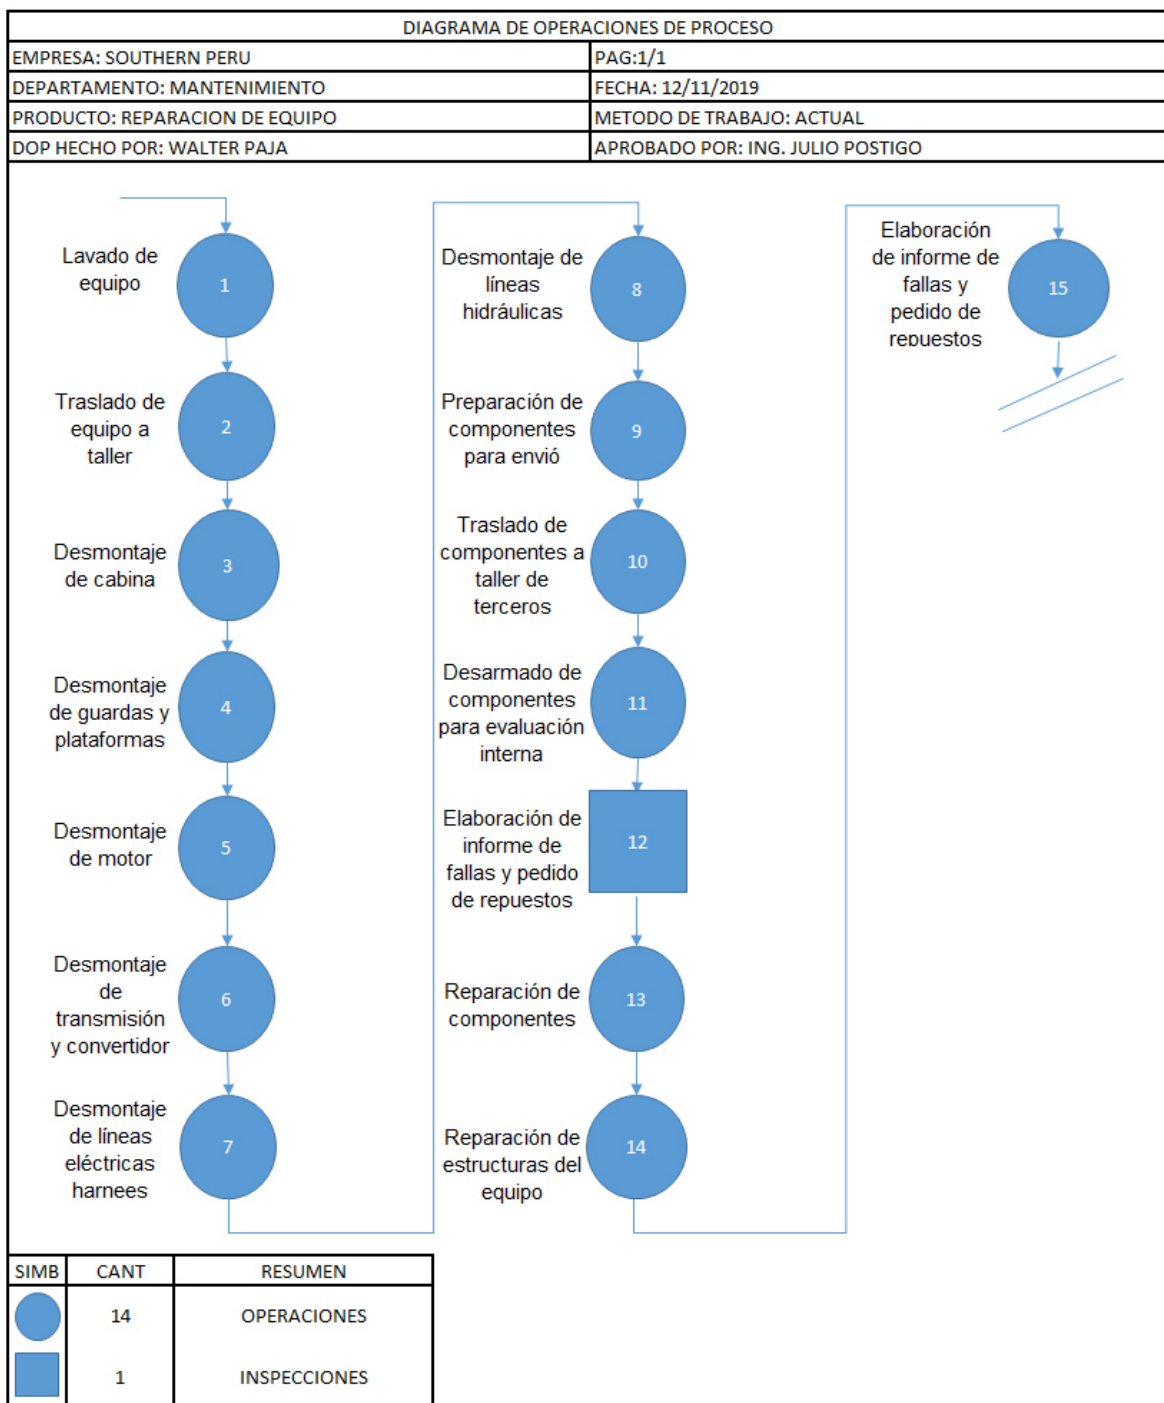 DIAGRAMA DE OPERACIONES DE PROCESO
EMPRESA: SOUTHERN PERU
PAG:1/1
DEPARTAMENTO: MANTENIMIENTO
FECHA: 12/11/2019
PRODUCTO: REPARACION DE EQUIPO
METODO DE TRABAJO: ACTUAL
DOP HECHO POR: WALTER PAJA
APROBADO POR: ING. JULIO POSTIGO
Lavado de
equipo
1
Traslado de
equipo a
taller
2
Desmontaje
de cabina
3
Desmontaje
de guardas y
plataformas
4
Desmontaje
de motor
5
Desmontaje
de
transmisión
y convertidor
6
Desmontaje
de líneas
eléctricas
harnees
7
Desmontaje de
líneas
hidráulicas
8
Preparación de
componentes
para envió
9
Traslado de
componentes a
taller de
terceros
10
Desarmado de
componentes
para evaluación
interna
11
Elaboración de
informe de
fallas y pedido
de repuestos
12
Reparación de
componentes
13
Reparación de
estructuras del
equipo
14
Elaboración
de informe de
fallas y
pedido de
repuestos
15
SIMB CANT RESUMEN
14 OPERACIONES
1 INSPECCIONES